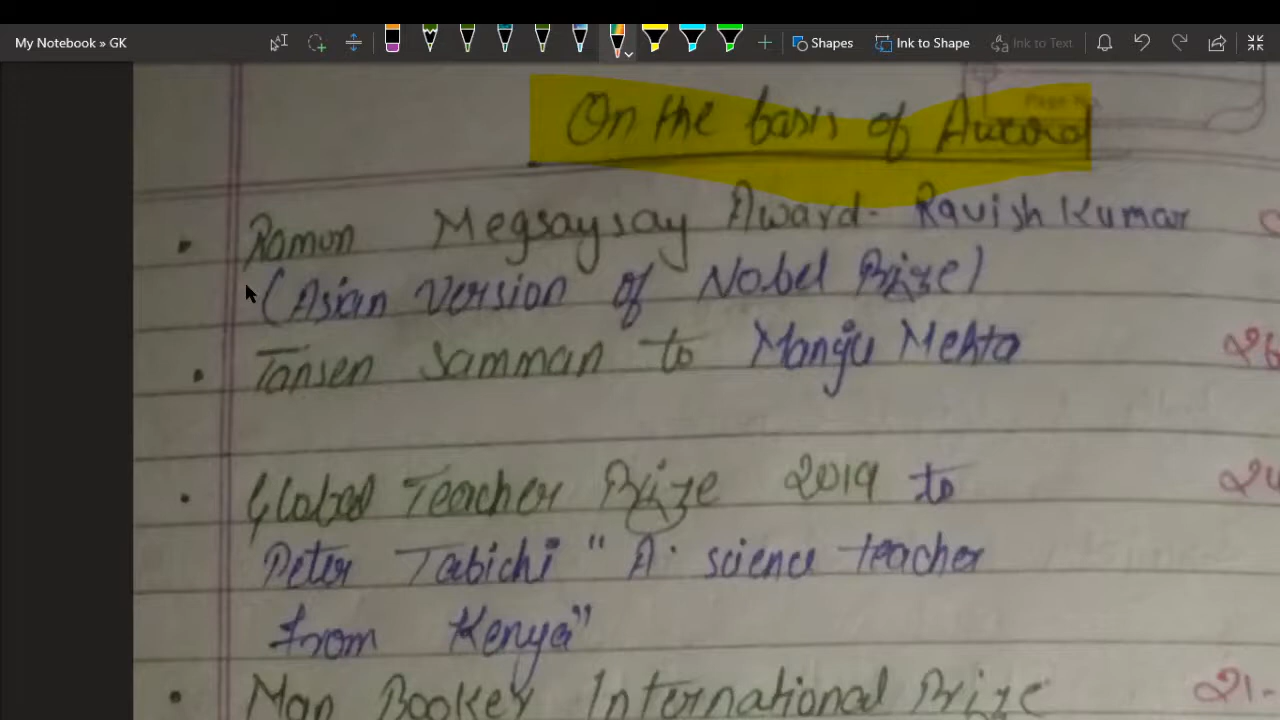 My Notebook » GK
Shapes
Ink to Shape
Ink to Text
On the basis of Award
Ramon Megsaysay Award- Ravish Kumar
(Asian Version of Nobel Prize)
Tansen Samman to Manju Mehta 26
Global Teacher Prize 2019 to
Peter Tabichi "A science teacher
from Kenya"
Man Booker International Prize 21-